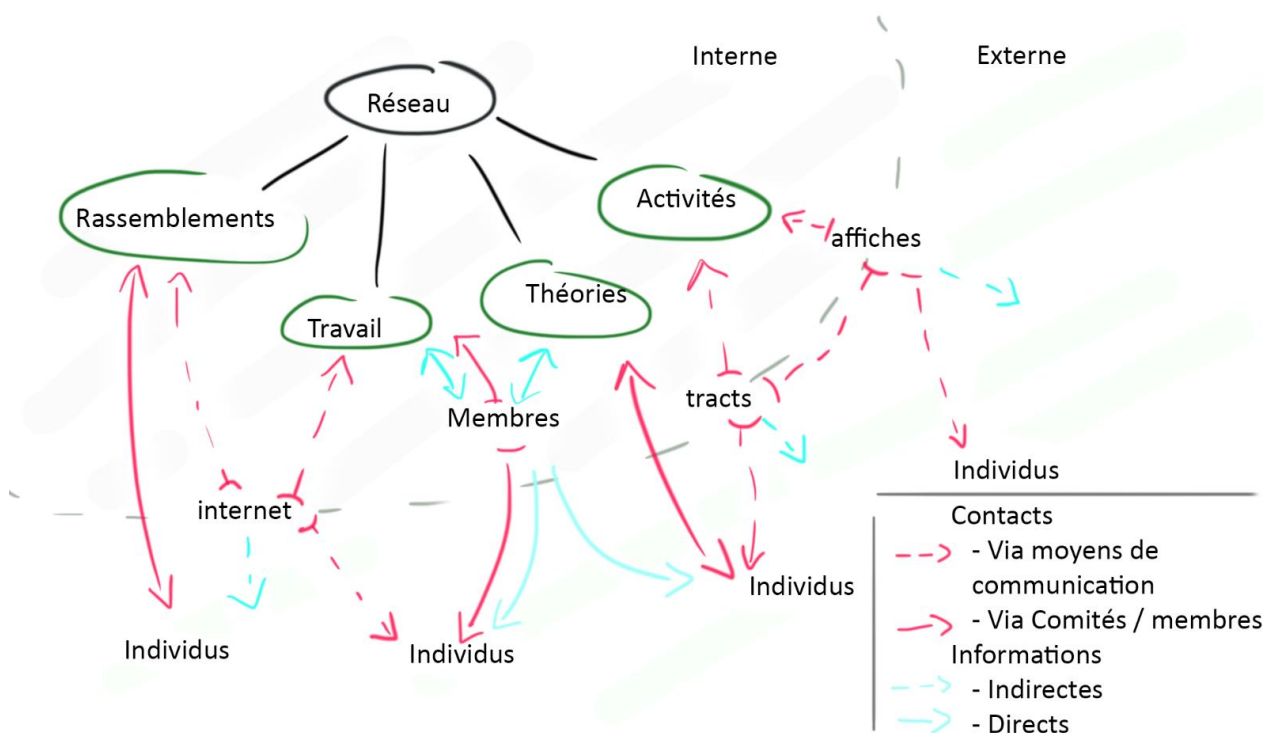 Interne
Externe
Réseau
Rassemblements
Activités
affiches
Théories
Travail
tracts
Membres
internet
Individus
Individus
Individus
Individus
Contacts
- Via moyens de
communication
- Via Comités / membres
Informations
- Indirectes
- Directs